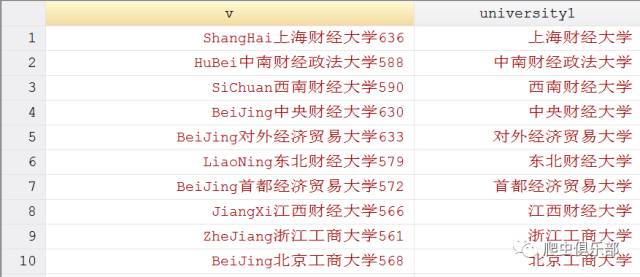 v university1
1 ShangHai上海财经大学636 上海财经大学
2 HuBei中南财经政法大学588 中南财经政法大学
3 SiChuan西南财经大学590 西南财经大学
4 BeiJing中央财经大学630 中央财经大学
5 BeiJing对外经济贸易大学633 对外经济贸易大学
6 LiaoNing东北财经大学579 东北财经大学
7 BeiJing首都经济贸易大学572 首都经济贸易大学
8 JiangXi江西财经大学566 江西财经大学
9 ZheJiang浙江工商大学561 浙江工商大学
10 BeiJing北京工商大学568 北京工商大学
爬虫俱乐部